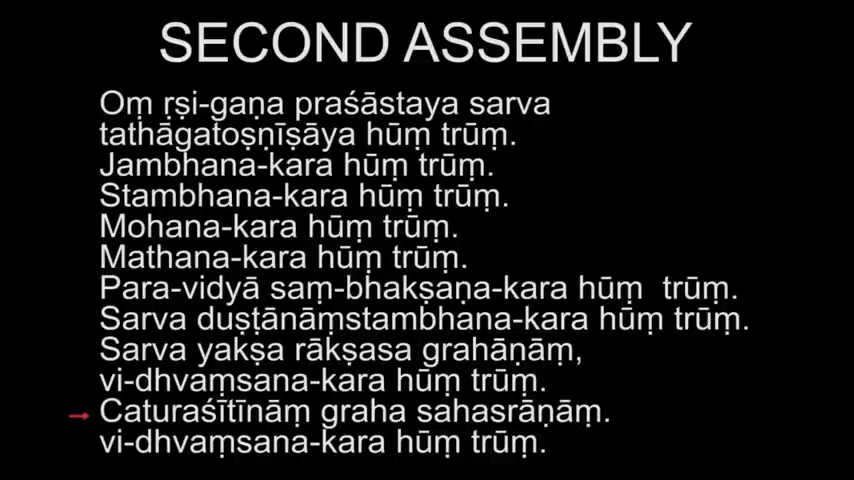 SECOND ASSEMBLY
Oṃ ṛṣi-gaṇa praśāstaya sarva
tathāgatoṣṇīṣāya hūṃ trūṃ.
Jambhana-kara hūṃ trūṃ.
Stambhana-kara hūṃ trūṃ.
Mohana-kara hūṃ trūṃ.
Mathana-kara hūṃ trūṃ.
Para-vidyā saṃ-bhakṣaṇa-kara hūṃ trūṃ.
Sarva duṣṭānāṃstambhana-kara hūṃ trūṃ.
Sarva yakṣa rākṣasa grahāṇāṃ,
vi-dhvaṃsana-kara hūṃ trūṃ.
Caturaśītīnāṃ graha sahasrāṇāṃ.
vi-dhvaṃsana-kara hūṃ trūṃ.